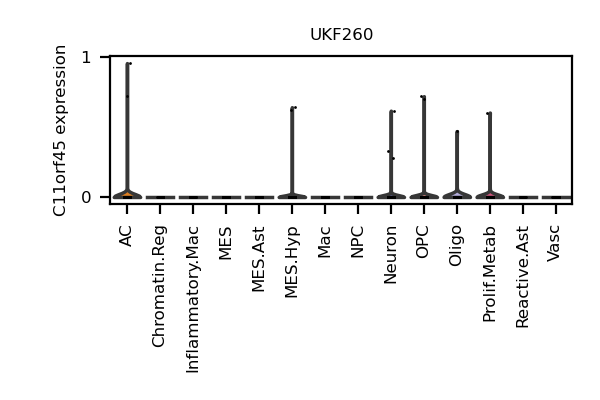 UKF260
C11orf45 expression
1
0
AC
Chromatin.Reg
Inflammatory.Mac
MES
MES.Ast
MES.Hyp
Mac
NPC
Neuron
OPC
Oligo
Prolif.Metab
Reactive.Ast
Vasc